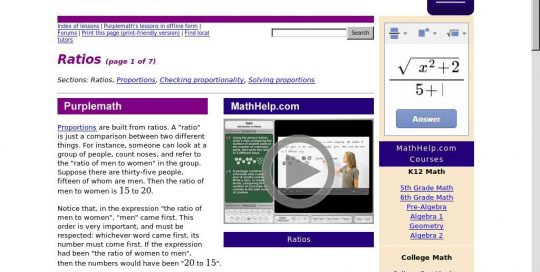 Index of lessons | Purplemath's lessons in offline form |
Forums | Print this page (print-friendly version) | Find local
tutors
Search
Ratios (page 1 of 7)
Sections: Ratios, Proportions, Checking proportionality, Solving proportions
Purplemath
Proportions are built from ratios. A "ratio"
is just a comparison between two different
things. For instance, someone can look at a
group of people, count noses, and refer to
the "ratio of men to women" in the group.
Suppose there are thirty-five people,
fifteen of whom are men. Then the ratio of
men to women is 15 to 20.
Notice that, in the expression "the ratio of
men to women", "men" came first. This
order is very important, and must be
respected: whichever word came first, its
number must come first. If the expression
had been "the ratio of women to men",
then the numbers would have been "20 to 15".
MathHelp.com
Ratios
√ x²+2
5+
Answer
MathHelp.com
Courses
K12 Math
5th Grade Math
6th Grade Math
Pre-Algebra
Algebra 1
Geometry
Algebra 2
College Math